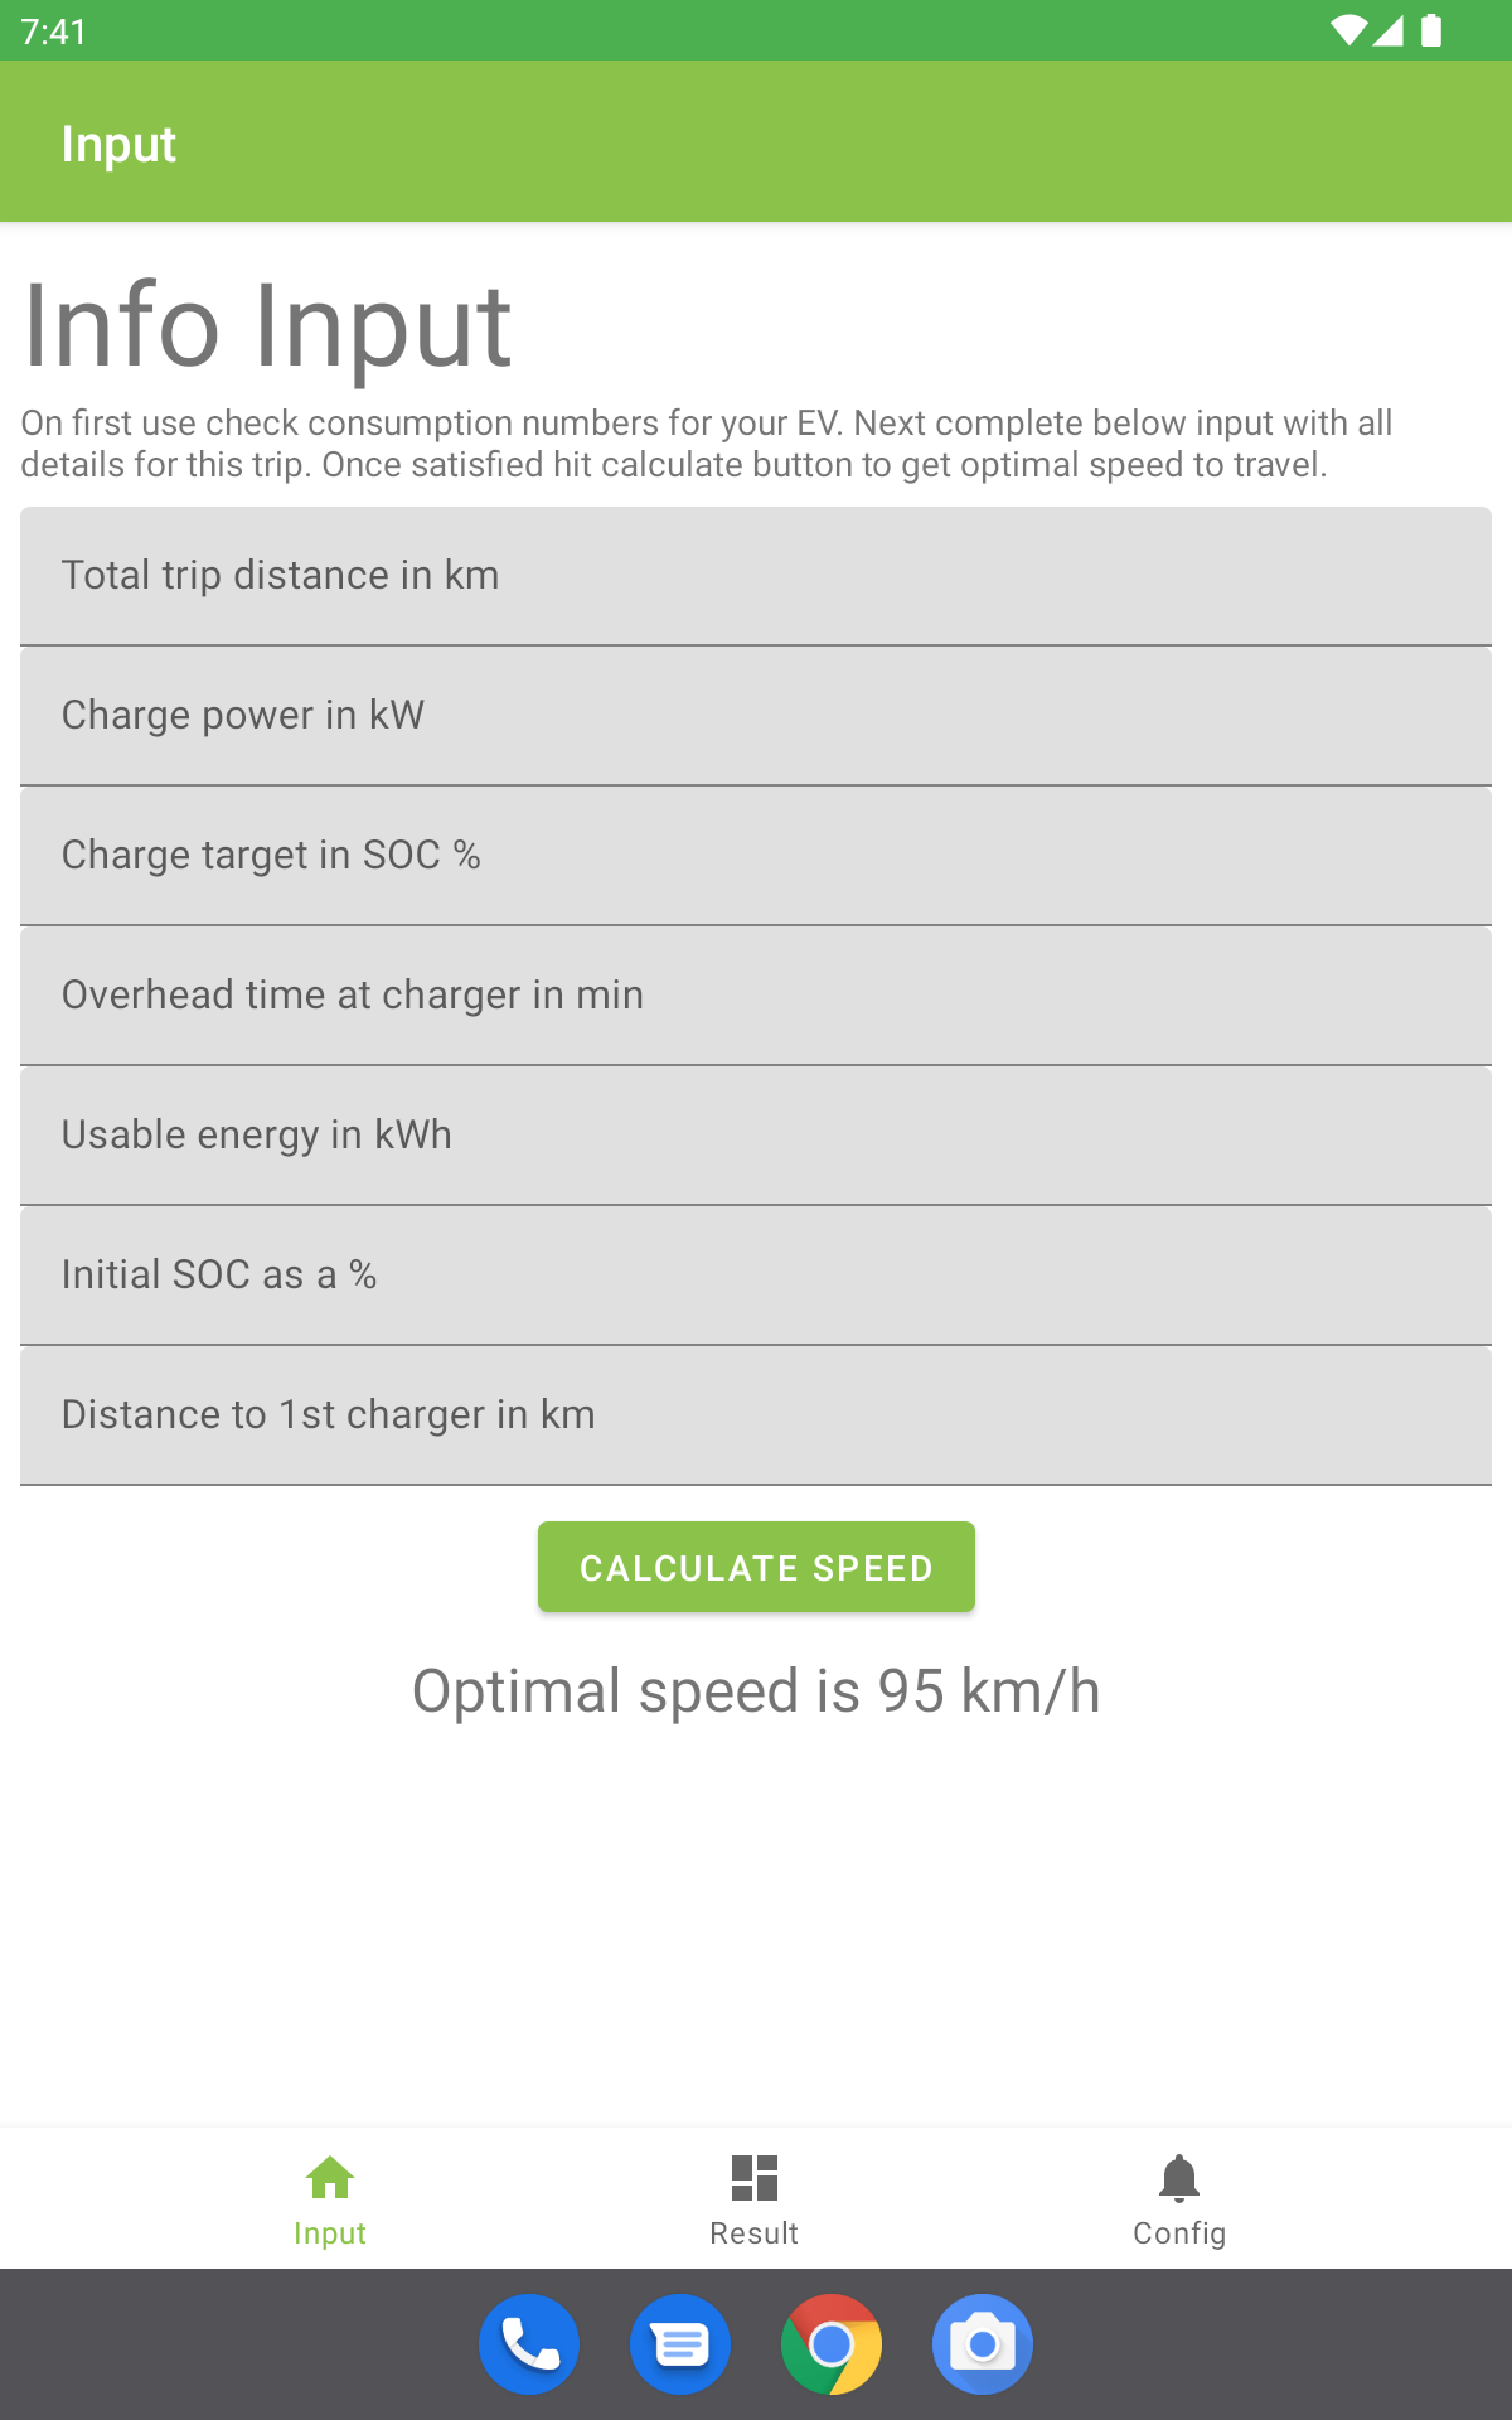 7:41
Input
Info Input
On first use check consumption numbers for your EV. Next complete below input with all
details for this trip. Once satisfied hit calculate button to get optimal speed to travel.
Total trip distance in km
Charge power in kW
Charge target in SOC %
Overhead time at charger in min
Usable energy in kWh
Initial SOC as a %
Distance to 1st charger in km
CALCULATE SPEED
Optimal speed is 95 km/h
Input
Result
Config